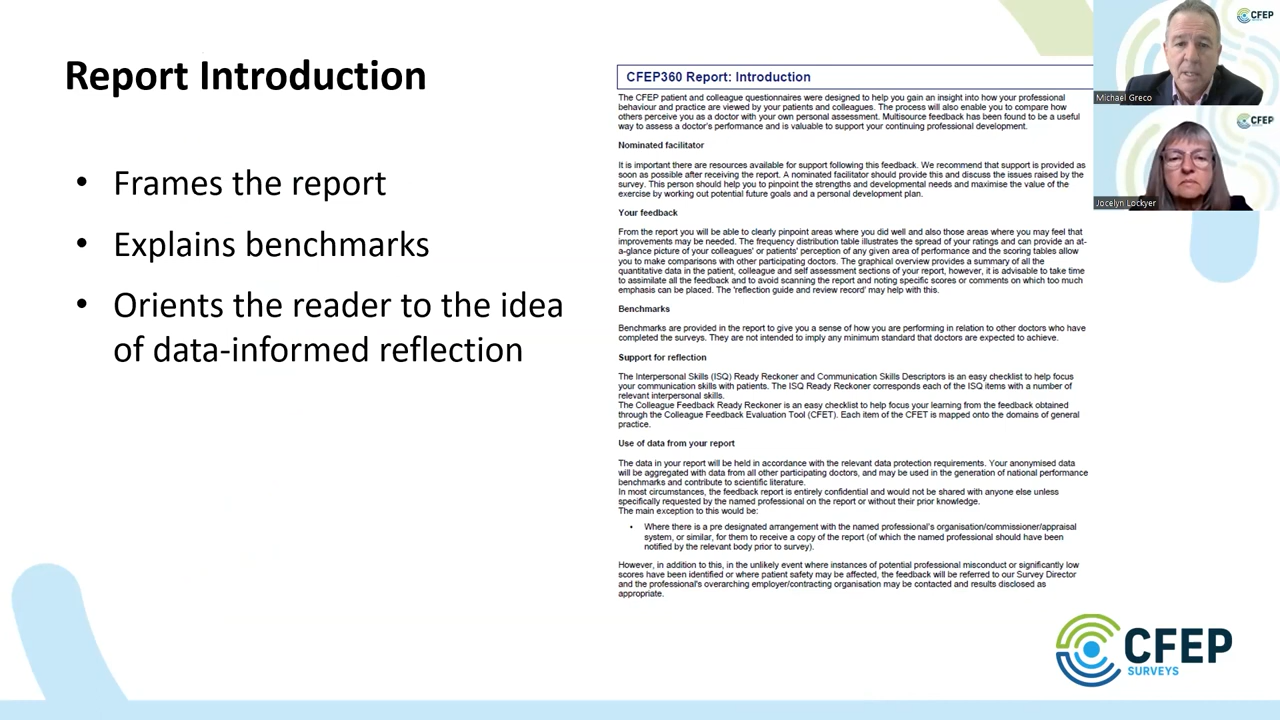 Report Introduction
• Frames the report
• Explains benchmarks
• Orients the reader to the idea
of data-informed reflection
CFEP360 Report: Introduction
The CFEP patient and colleague questionnaires were designed to help you gain an insight into how your professional
behaviour and practice are viewed by your patients and colleagues. The process will also enable you to compare how
others perceive you as a doctor with your own personal assessment. Multisource feedback has been found to be a useful
way to assess a doctor's performance and is valuable to support your continuing professional development.
Nominated facilitator
It is important there are resources available for support following this feedback. We recommend that support is provided as
soon as possible after receiving the report. A nominated facilitator should provide this and discuss the issues raised by the
survey. This person should help you to pinpoint the strengths and developmental needs and maximise the value of the
exercise by working out potential future goals and a personal development plan.
Your feedback
From the report you will be able to clearly pinpoint areas where you did well and also those areas where you may feel that
improvements may be needed. The frequency distribution table illustrates the spread of your ratings and can provide an at-
a-glance picture of your colleagues' or patients' perception of any given area of performance and the scoring tables allow
you to make comparisons with other participating doctors. The graphical overview provides a summary of all the
quantitative data in the patient, colleague and self assessment sections of your report, however, it is advisable to take time
to assimilate all the feedback and to avoid scanning the report and noting specific scores or comments on which too much
emphasis can be placed. The 'reflection guide and review record' may help with this.
Benchmarks
Benchmarks are provided in the report to give you a sense of how you are performing in relation to other doctors who have
completed the surveys. They are not intended to imply any minimum standard that doctors are expected to achieve.
Support for reflection
The Interpersonal Skills (ISQ) Ready Reckoner and Communication Skills Descriptors is an easy checklist to help focus
your communication skills with patients. The ISQ Ready Reckoner corresponds each of the ISQ items with a number of
relevant interpersonal skills.
The Colleague Feedback Ready Reckoner is an easy checklist to help focus your learning from the feedback obtained
through the Colleague Feedback Evaluation Tool (CFET). Each item of the CFET is mapped onto the domains of general
practice.
Use of data from your report
The data in your report will be held in accordance with the relevant data protection requirements. Your anonymised data
will be aggregated with data from all other participating doctors, and may be used in the generation of national performance
benchmarks and contribute to scientific literature.
In most circumstances, the feedback report is entirely confidential and would not be shared with anyone else unless
specifically requested by the named professional on the report or without their prior knowledge.
The main exception to this would be:
• Where there is a pre designated arrangement with the named professional's organisation/commissioner/appraisal
system, or similar, for them to receive a copy of the report (of which the named professional should have been
notified by the relevant body prior to survey).
However, in addition to this, in the unlikely event where instances of potential professional misconduct or significantly low
scores have been identified or where patient safety may be affected, the feedback will be referred to our Survey Director
and the professional's overarching employer/contracting organisation may be contacted and results disclosed as
appropriate.
CFEP
Michael Greco
CFEP
Jocelyn Lockyer
CFEP
SURVEYS